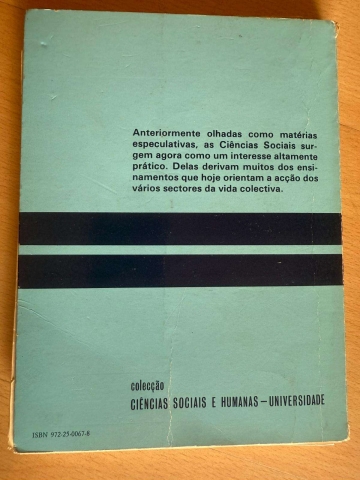 Anteriormente olhadas como matérias
especulativas, as Ciências Sociais sur-
gem agora como um interesse altamente
prático. Delas derivam muitos dos ensi-
namentos que hoje orientam a acção dos
vários sectores da vida colectiva.
colecção
CIÊNCIAS SOCIAIS E HUMANAS — UNIVERSIDADE
ISBN 972-25-0067-8